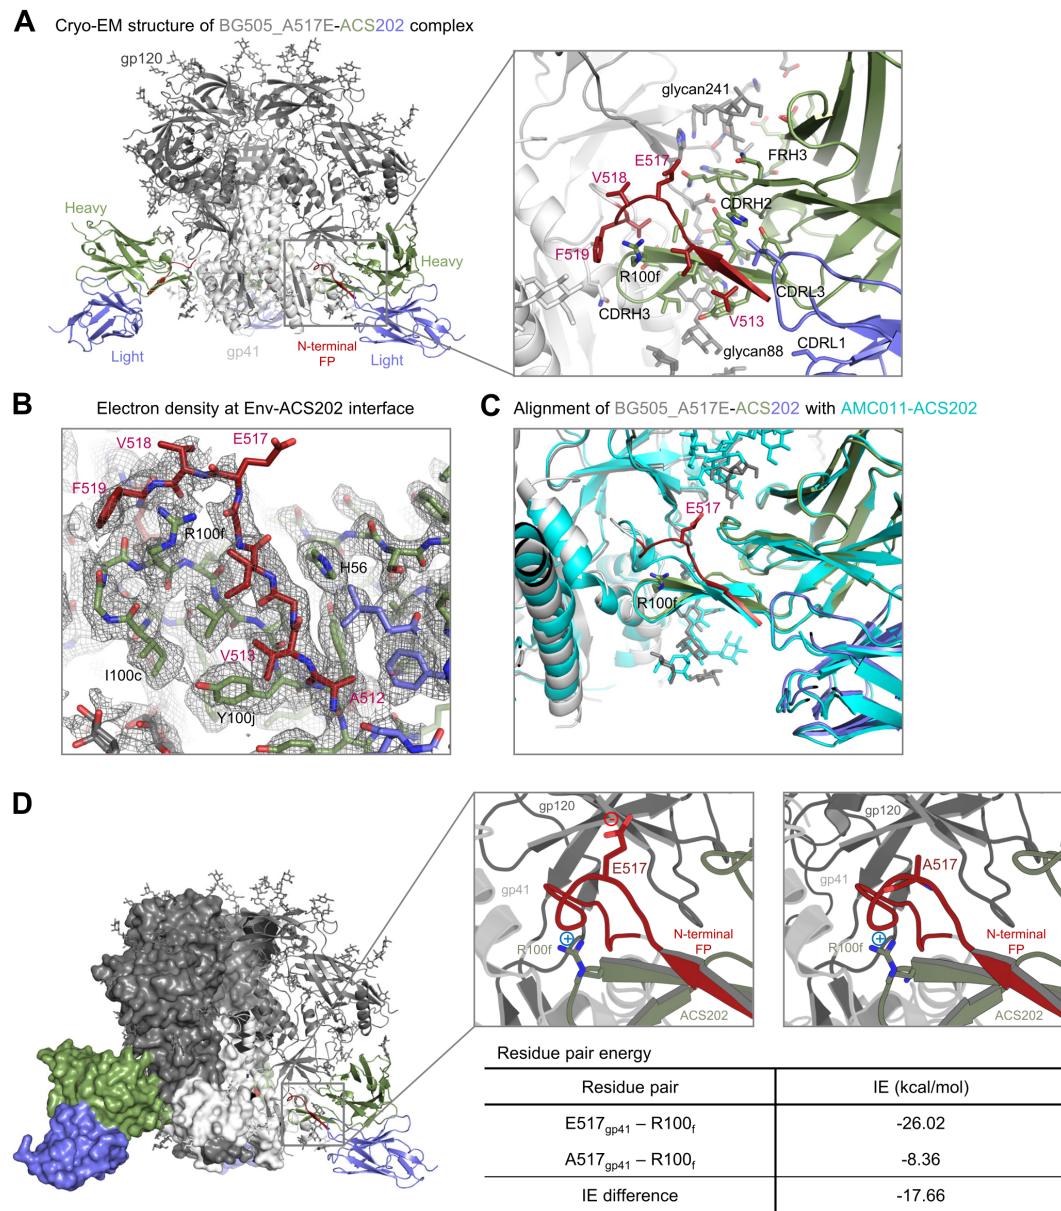 A Cryo-EM structure of BG505_A517E-ACS202 complex
gp120
Heavy
Heavy
Light
gp41
N-terminal
FP
Light
glycan241
E517
FRH3
V518
CDRH2
F519
R100f
CDRL3
CDRH3
V513
glycan88
CDRL1
B Electron density at Env-ACS202 interface
V518
E517
F519
R100f
H56
V513
I100c
A512
Y100j
C Alignment of BG505_A517E-ACS202 with AMC011-ACS202
E517
R100f
D
gp120
-
E517
gp41
+
R100f
N-terminal
FP
ACS202
gp120
A517
gp41
+
R100f
N-terminal
FP
ACS202
Residue pair energy
Residue pair IE (kcal/mol)
E517gp41 – R100f -26.02
A517gp41 – R100f -8.36
IE difference -17.66